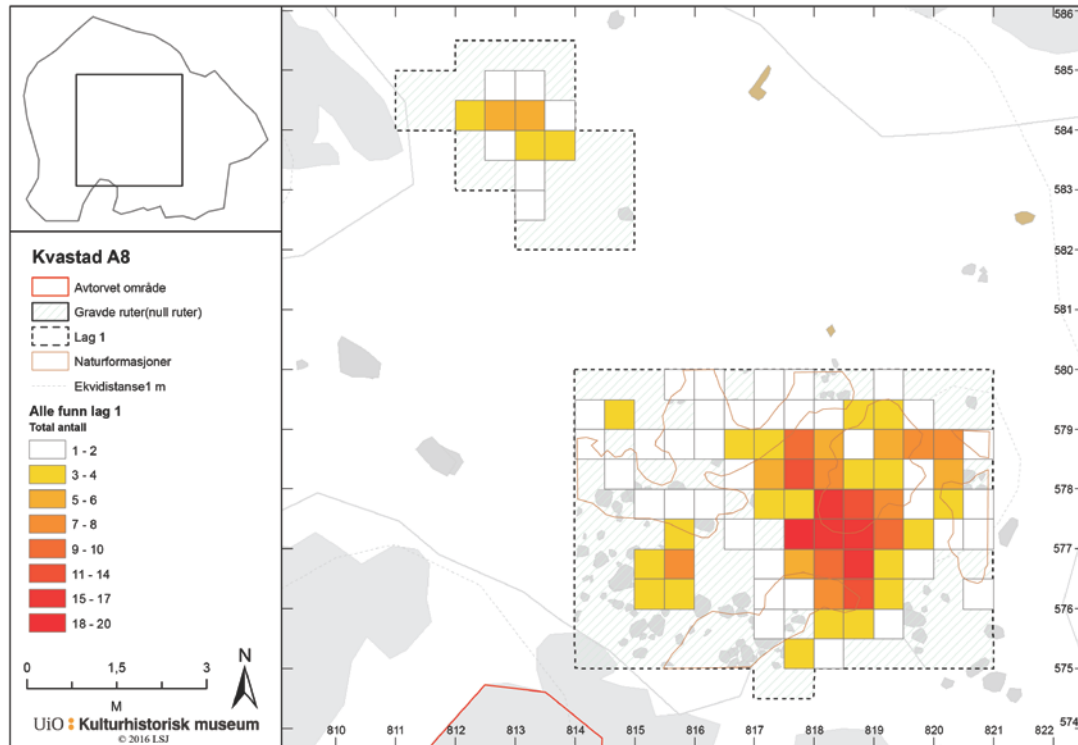 Kvastad A8
Avtorvet område
Gravde ruter(null ruter)
Lag 1
Naturformasjoner
Ekvidistanse1 m
Alle funn lag 1
Total antall
1 - 2
3 - 4
5 - 6
7 - 8
9 - 10
11 - 14
15 - 17
18 - 20
0 1,5 3
M
N
UiO Kulturhistorisk museum
© 2016 LSJ
586
585
584
583
582
581
580
579
578
577
576
575
574
810 811 812 813 814 815 816 817 818 819 820 821 822